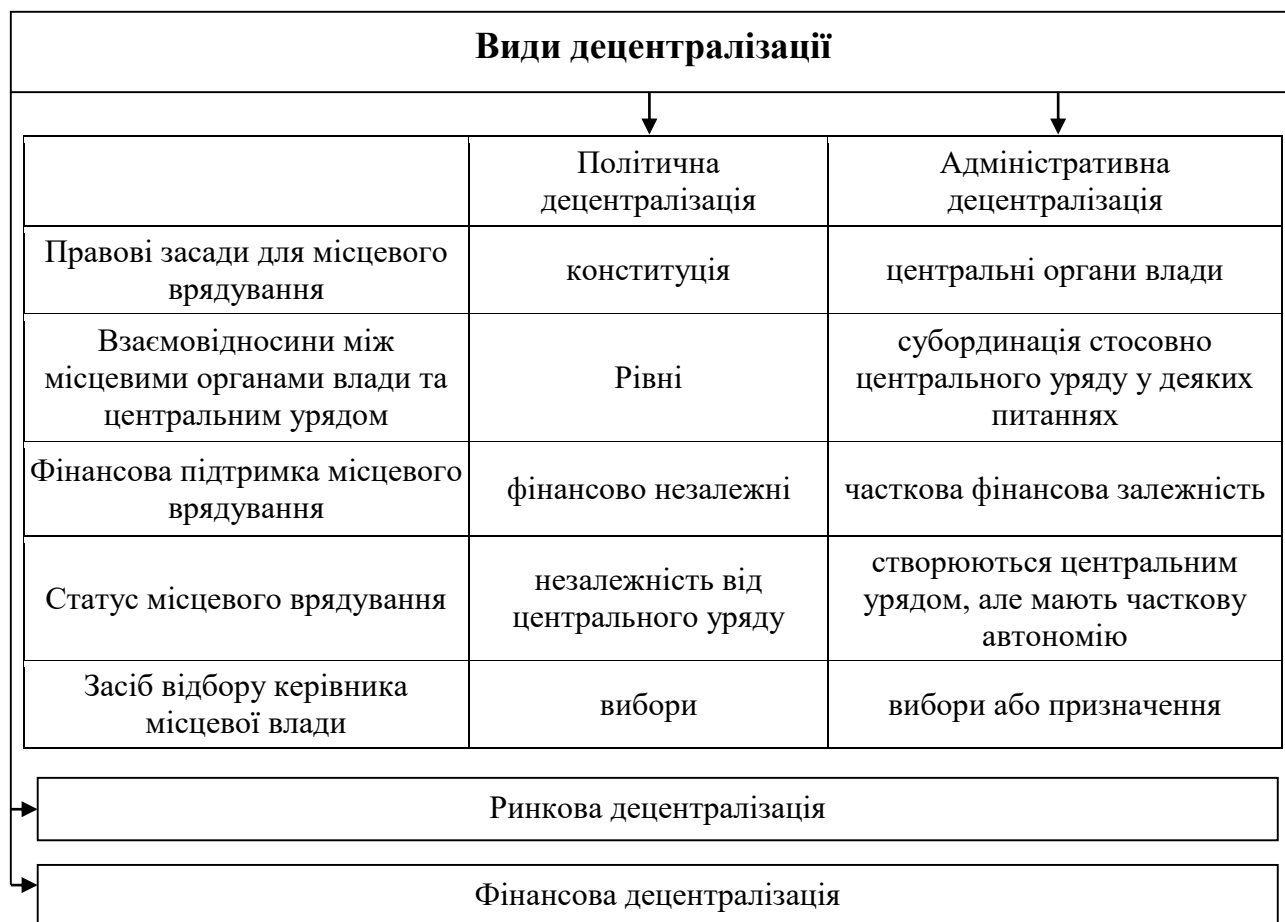 Види децентралізації
Політична
децентралізація
Адміністративна
децентралізація
Правові засади для місцевого
врядування
конституція
центральні органи влади
Взаємовідносини між
місцевими органами влади та
центральним урядом
Рівні
субординація стосовно
центрального уряду у деяких
питаннях
Фінансова підтримка місцевого
врядування
фінансово незалежні
часткова фінансова залежність
Статус місцевого врядування
незалежність від
центрального уряду
створюються центральним
урядом, але мають часткову
автономію
Засіб відбору керівника
місцевої влади
вибори
вибори або призначення
Ринкова децентралізація
Фінансова децентралізація